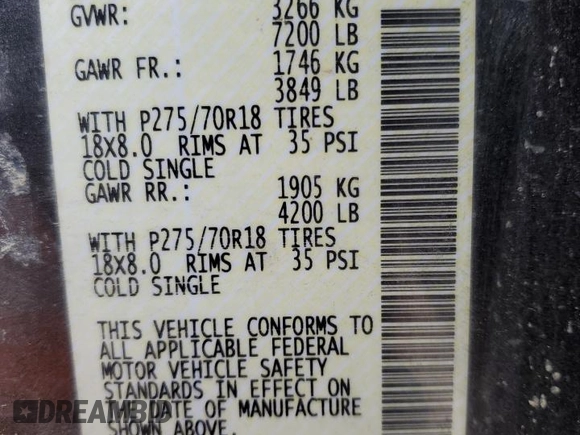 GVWR: 3266 KG
7200 LB
GAWR FR.: 1746 KG
3849 LB
WITH P275/70R18 TIRES
18X8.0 RIMS AT 35 PSI
COLD SINGLE
GAWR RR.: 1905 KG
4200 LB
WITH P275/70R18 TIRES
18X8.0 RIMS AT 35 PSI
COLD SINGLE
THIS VEHICLE CONFORMS TO
ALL APPLICABLE FEDERAL
MOTOR VEHICLE SAFETY
STANDARDS IN EFFECT ON
THE DATE OF MANUFACTURE
SHOWN ABOVE.
DREAMBID